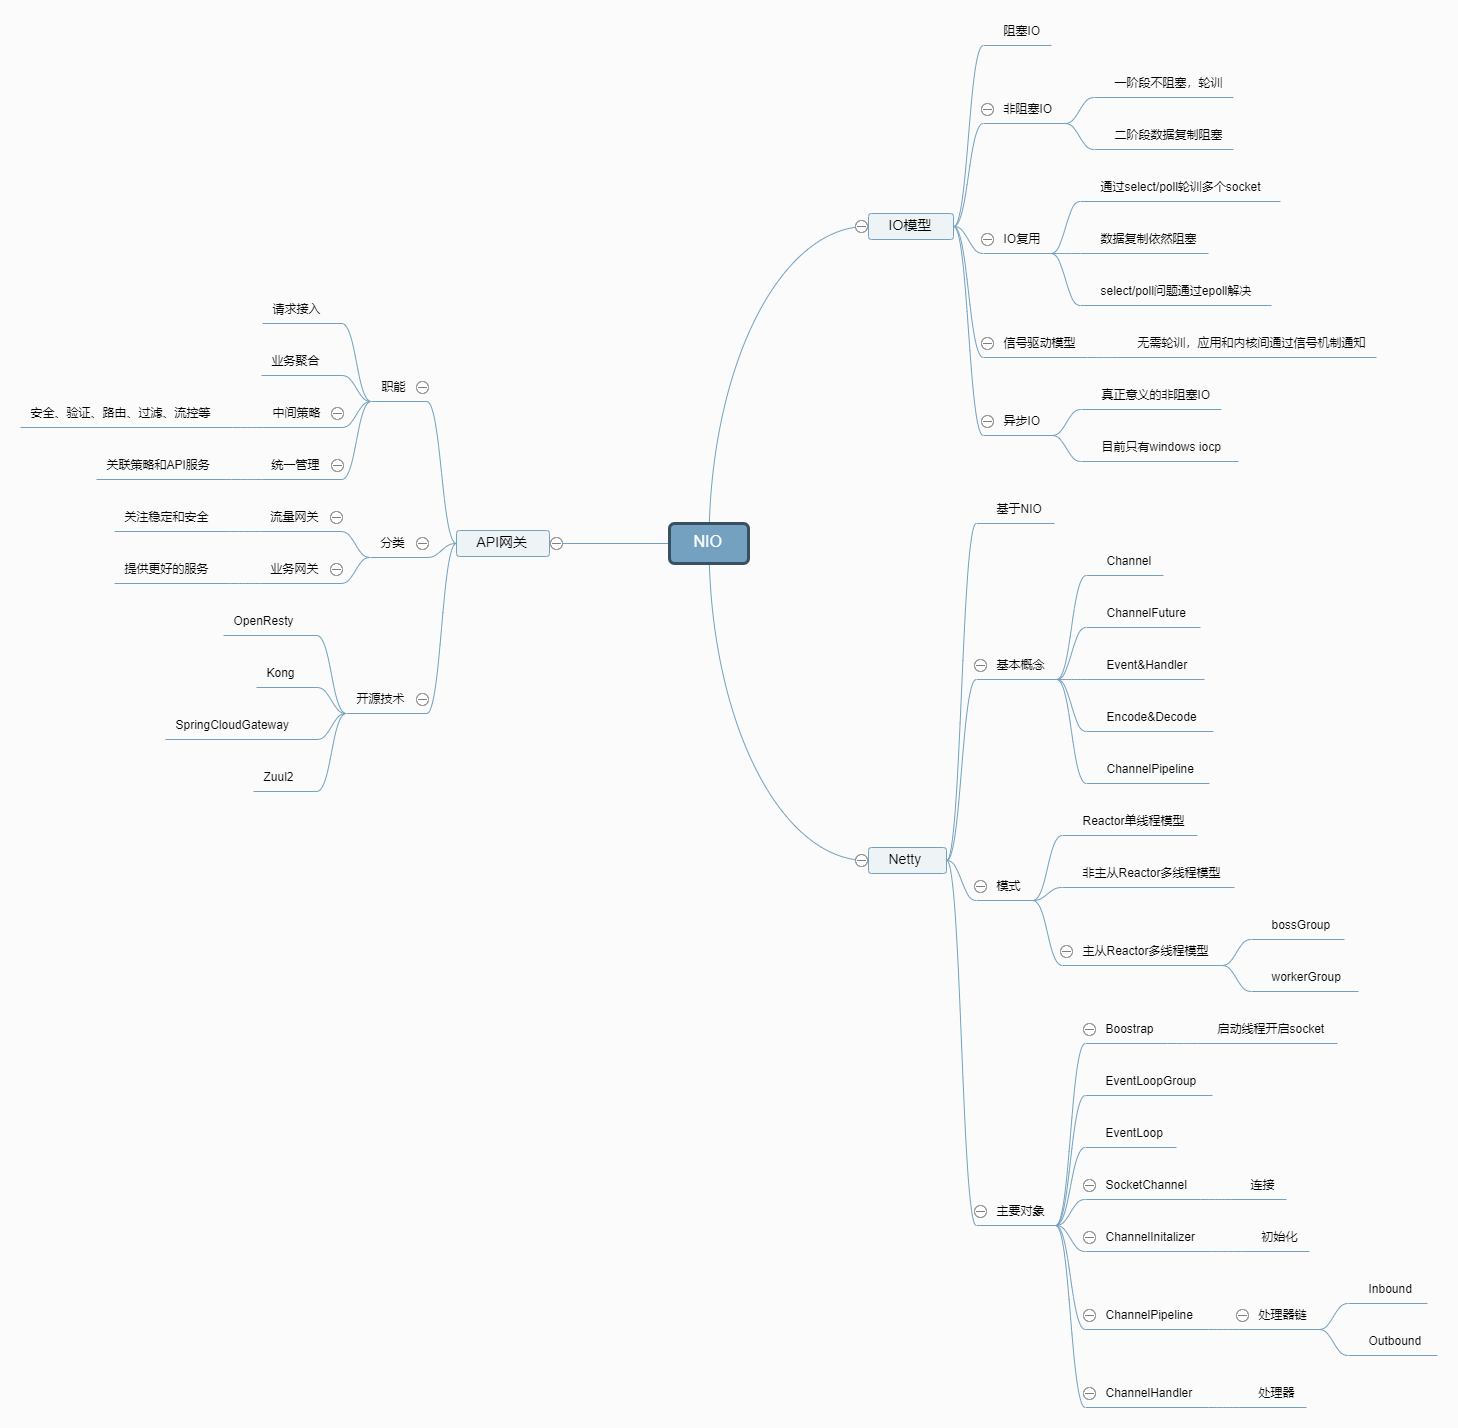 NIO
IO模型
阻塞IO
非阻塞IO
一阶段不阻塞，轮训
二阶段数据复制阻塞
IO复用
通过select/poll轮训多个socket
数据复制依然阻塞
select/poll问题通过epoll解决
信号驱动模型
无需轮训，应用和内核间通过信号机制通知
异步IO
真正意义的非阻塞IO
目前只有windows iocp
Netty
基于NIO
基本概念
Channel
ChannelFuture
Event&Handler
Encode&Decode
ChannelPipeline
模式
Reactor单线程模型
非主从Reactor多线程模型
主从Reactor多线程模型
bossGroup
workerGroup
主要对象
Boostrap
启动线程开启socket
EventLoopGroup
EventLoop
SocketChannel
连接
ChannelInitalizer
初始化
ChannelPipeline
处理器链
Inbound
Outbound
ChannelHandler
处理器
API网关
职能
请求接入
业务聚合
中间策略
安全、验证、路由、过滤、流控等
统一管理
关联策略和API服务
分类
流量网关
关注稳定和安全
业务网关
提供更好的服务
开源技术
OpenResty
Kong
SpringCloudGateway
Zuul2